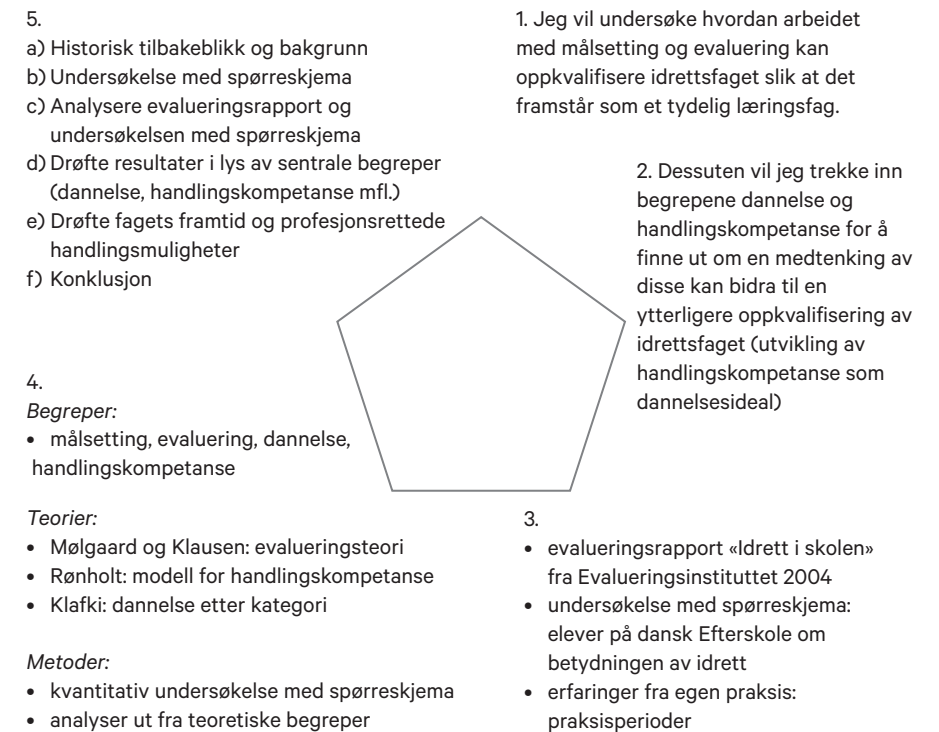 5.
a) Historisk tilbakeblikk og bakgrunn
b) Undersøkelse med spørreskjema
c) Analysere evalueringsrapport og
undersøkelsen med spørreskjema
d) Drøfte resultater i lys av sentrale begreper
(dannelse, handlingskompetanse mfl.)
e) Drøfte fagets framtid og profesjonsrettede
handlingsmuligheter
f) Konklusjon
1. Jeg vil undersøke hvordan arbeidet
med målsetting og evaluering kan
oppkvalifisere idrettsfaget slik at det
framstår som et tydelig læringsfag.
2. Dessuten vil jeg trekke inn
begrepene dannelse og
handlingskompetanse for å
finne ut om en medtenking av
disse kan bidra til en
ytterligere oppkvalifisering av
idrettsfaget (utvikling av
handlingskompetanse som
dannelsesideal)
4.
Begreper:
• målsetting, evaluering, dannelse,
handlingskompetanse
Teorier:
• Mølgaard og Klausen: evalueringsteori
• Rønholt: modell for handlingskompetanse
• Klafki: dannelse etter kategori
Metoder:
• kvantitativ undersøkelse med spørreskjema
• analyser ut fra teoretiske begreper
3.
• evalueringsrapport «Idrett i skolen»
fra Evalueringsinstituttet 2004
• undersøkelse med spørreskjema:
elever på dansk Efterskole om
betydningen av idrett
• erfaringer fra egen praksis:
praksisperioder